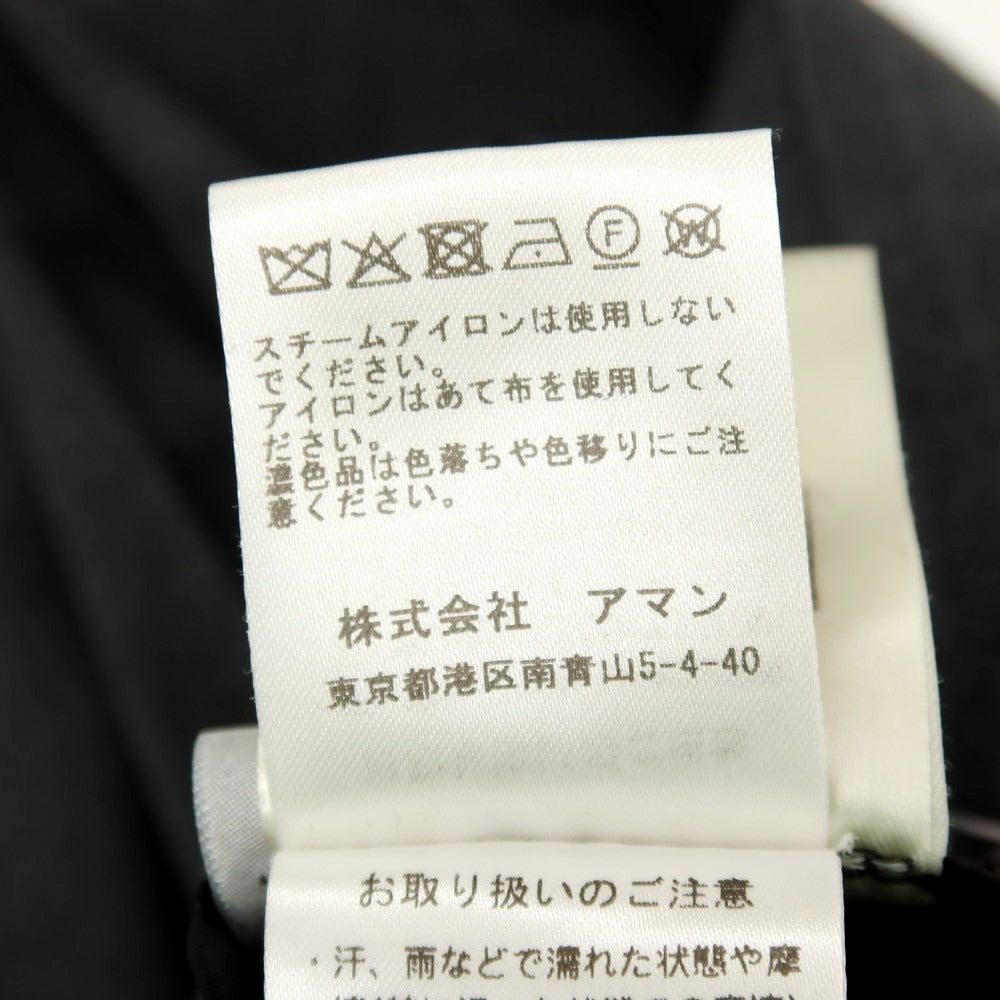 F
W
スチームアイロンは使用しない
でください。
アイロンはあて布を使用してく
ださい。
濃色品は色落ちや色移りにご注
意ください。
株式会社 アマン
東京都港区南青山5-4-40
お取り扱いのご注意
・汗、雨などで濡れた状態や摩